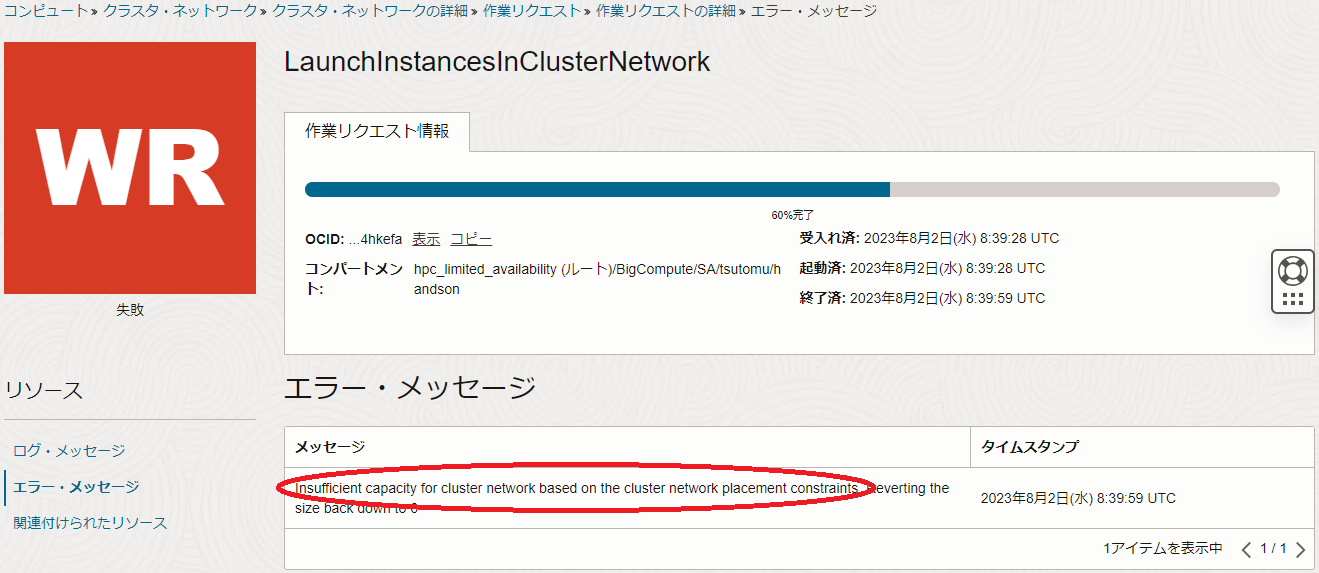 コンピュート » クラスタ・ネットワーク » クラスタ・ネットワークの詳細 » 作業リクエスト » 作業リクエストの詳細 » エラー・メッセージ
WR
失敗
LaunchInstancesInClusterNetwork
作業リクエスト情報
60%完了
OCID: ...4hkefa 表示 コピー
コンパートメント: hpc_limited_availability (ルート)/BigCompute/SA/tsutomu/handson
受入れ済: 2023年8月2日(水) 8:39:28 UTC
起動済: 2023年8月2日(水) 8:39:28 UTC
終了済: 2023年8月2日(水) 8:39:59 UTC
リソース
ログ・メッセージ
エラー・メッセージ
関連付けられたリソース
エラー・メッセージ
メッセージ タイムスタンプ
Insufficient capacity for cluster network based on the cluster network placement constraints. Reverting the
size back down to 0
2023年8月2日(水) 8:39:59 UTC
1アイテムを表示中 < 1 / 1 >